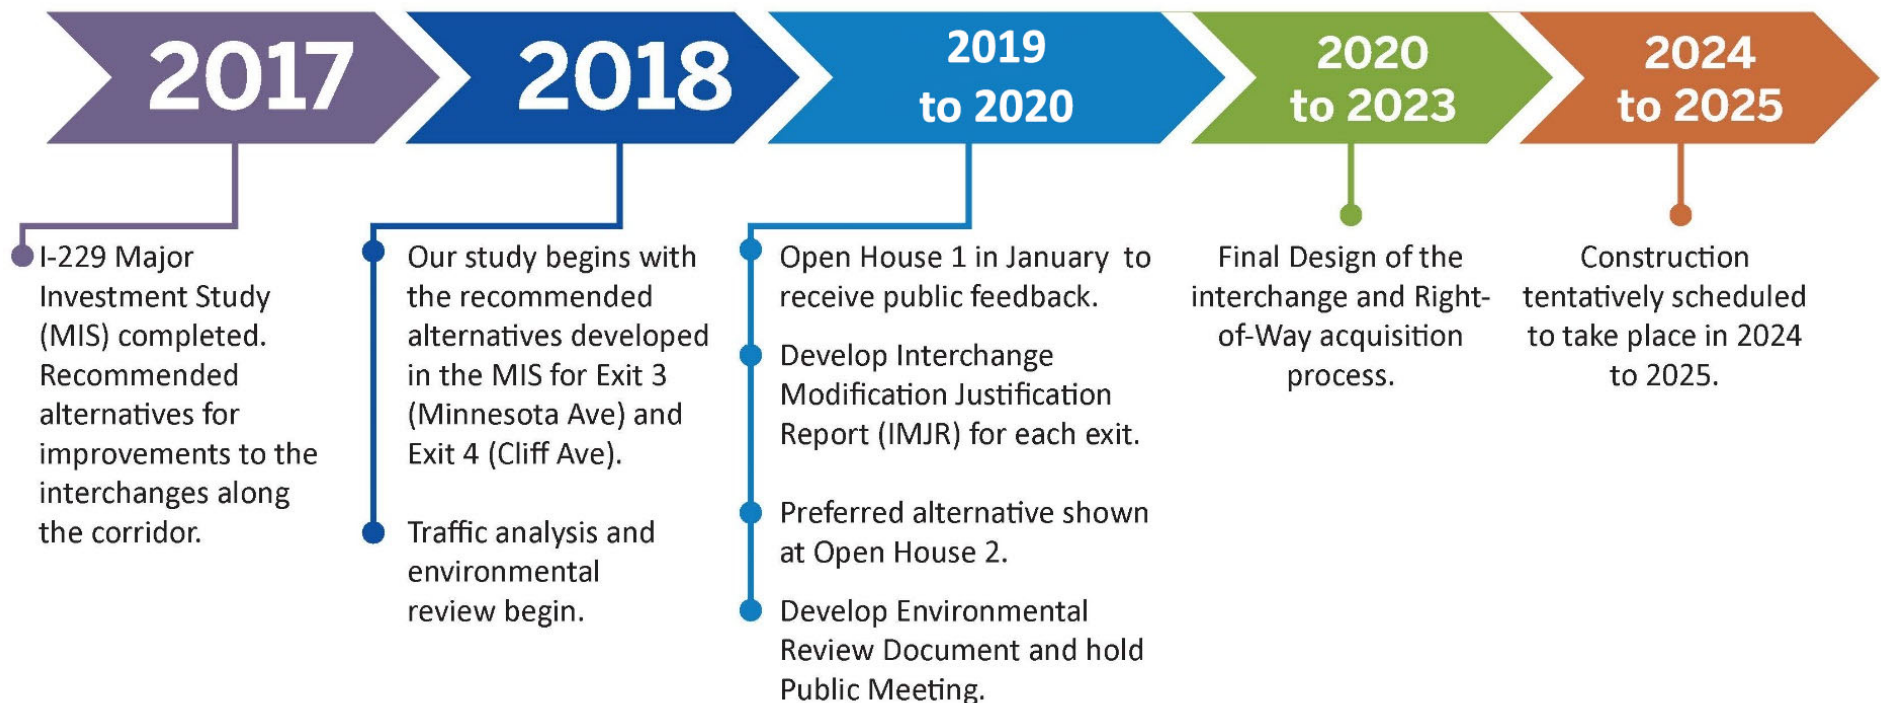 2017
2018
2019
to 2020
2020
to 2023
2024
to 2025
I-229 Major
Investment Study
(MIS) completed.
Recommended
alternatives for
improvements to the
interchanges along
the corridor.
Our study begins with
the recommended
alternatives developed
in the MIS for Exit 3
(Minnesota Ave) and
Exit 4 (Cliff Ave).
Traffic analysis and
environmental
review begin.
Open House 1 in January to
receive public feedback.
Develop Interchange
Modification Justification
Report (IMJR) for each exit.
Preferred alternative shown
at Open House 2.
Develop Environmental
Review Document and hold
Public Meeting.
Final Design of the
interchange and Right-
of-Way acquisition
process.
Construction
tentatively scheduled
to take place in 2024
to 2025.